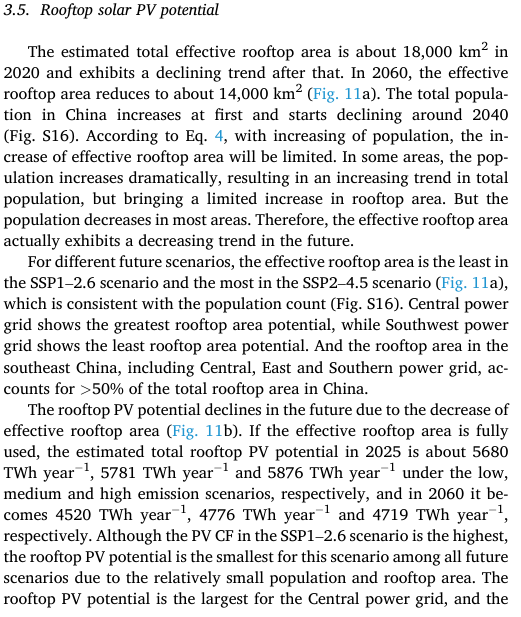 3.5. Rooftop solar PV potential
The estimated total effective rooftop area is about 18,000 km² in
2020 and exhibits a declining trend after that. In 2060, the effective
rooftop area reduces to about 14,000 km² (Fig. 11a). The total popula-
tion in China increases at first and starts declining around 2040
(Fig. S16). According to Eq. 4, with increasing of population, the in-
crease of effective rooftop area will be limited. In some areas, the pop-
ulation increases dramatically, resulting in an increasing trend in total
population, but bringing a limited increase in rooftop area. But the
population decreases in most areas. Therefore, the effective rooftop area
actually exhibits a decreasing trend in the future.
For different future scenarios, the effective rooftop area is the least in
the SSP1–2.6 scenario and the most in the SSP2–4.5 scenario (Fig. 11a),
which is consistent with the population count (Fig. S16). Central power
grid shows the greatest rooftop area potential, while Southwest power
grid shows the least rooftop area potential. And the rooftop area in the
southeast China, including Central, East and Southern power grid, ac-
counts for >50% of the total rooftop area in China.
The rooftop PV potential declines in the future due to the decrease of
effective rooftop area (Fig. 11b). If the effective rooftop area is fully
used, the estimated total rooftop PV potential in 2025 is about 5680
TWh year⁻¹, 5781 TWh year⁻¹ and 5876 TWh year⁻¹ under the low,
medium and high emission scenarios, respectively, and in 2060 it be-
comes 4520 TWh year⁻¹, 4776 TWh year⁻¹ and 4719 TWh year⁻¹,
respectively. Although the PV CF in the SSP1–2.6 scenario is the highest,
the rooftop PV potential is the smallest for this scenario among all future
scenarios due to the relatively small population and rooftop area. The
rooftop PV potential is the largest for the Central power grid, and the